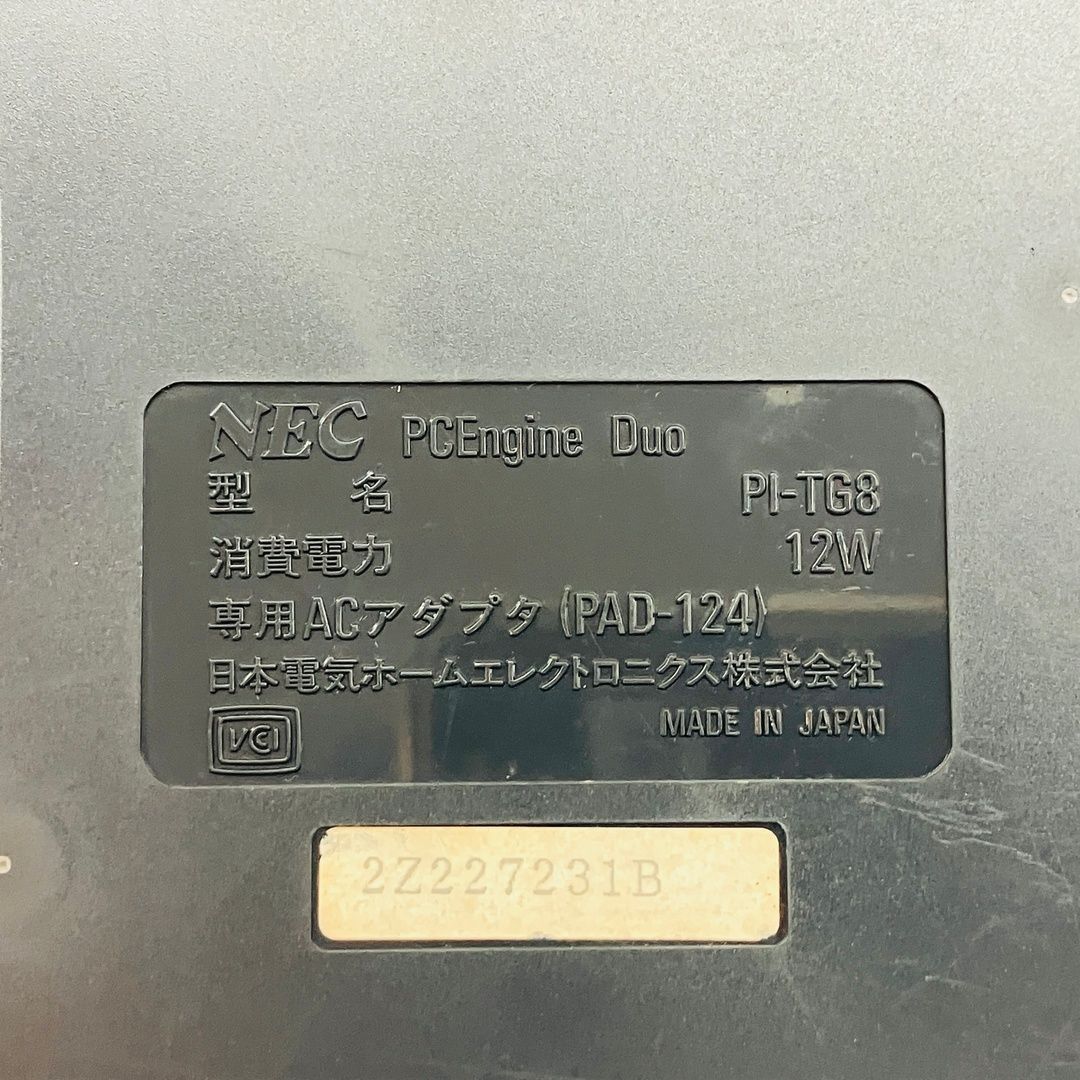 NEC PCEngine Duo
型名 PI-TG8
消費電力 12W
専用ACアダプタ(PAD-124)
日本電気ホームエレクトロニクス株式会社
VCCI MADE IN JAPAN
2Z227231B